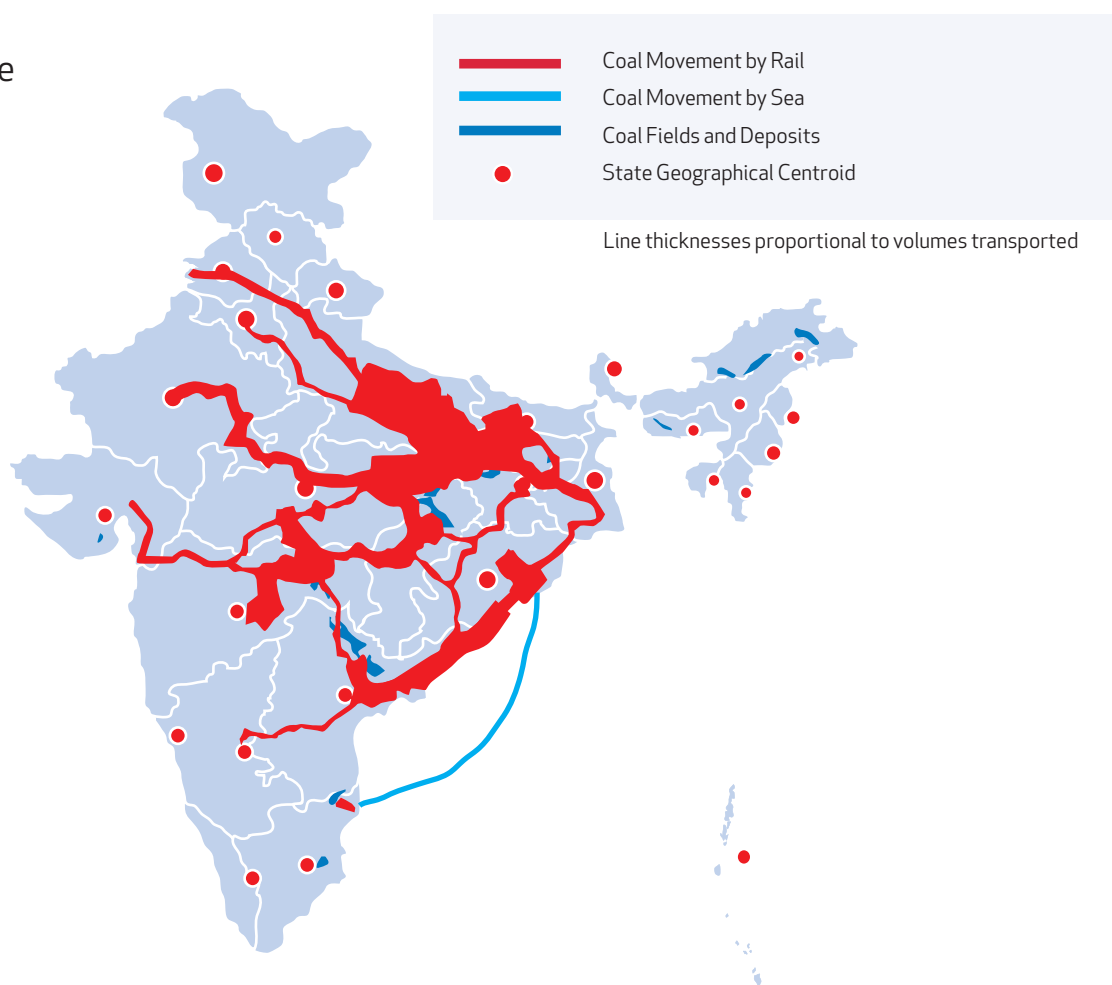 e
Coal Movement by Rail
Coal Movement by Sea
Coal Fields and Deposits
State Geographical Centroid
Line thicknesses proportional to volumes transported